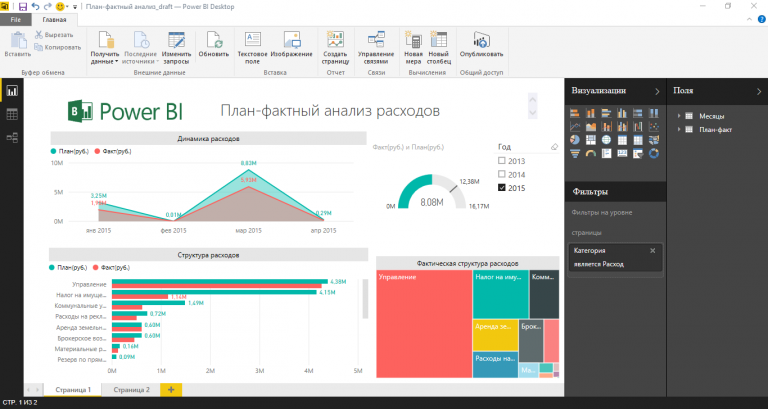 План-фактный анализ_draft — Power BI Desktop
File
Главная
Вставить
Вырезать
Копировать
Буфер обмена
Получить данные
Последние источники
Изменить запросы
Внешние данные
Обновить
Текстовое поле
Изображение
Вставка
Создать страницу
Отчет
Управление связями
Связи
Новая мера
Новый столбец
Вычисления
Опубликовать
Общий доступ
Power BI
План-фактный анализ расходов
Динамика расходов
План(руб.) Факт(руб.)
10M
5M
0M
3.25M
0.01M
8.83M
5.93M
0.29M
янв 2015 фев 2015 мар 2015 апр 2015
Факт(руб.) и План(руб.)
0M
8.08M
12,38M
16,17M
Год
2013
2014
2015
Структура расходов
План(руб.) Факт(руб.)
Управление 4.38M
Налог на имуще... 4.15M
1.14M
Коммунальные у... 1.49M
Расходы на рекл... 0.72M
Аренда земельн... 0.60M
Брокерское воз... 0.60M
Материальные р... 0.16M
Резерв по прям... 0.09M
0M 1M 2M 3M 4M 5M
Фактическая структура расходов
Управление
Налог на иму...
Комм...
Аренда зе...
Брок...
Расходы на...
Ма...
Визуализации
Фильтры
Фильтры на уровне
страницы
Категория
является Расход
Поля
Месяцы
План-факт
Страница 1
Страница 2
СТР. 1 ИЗ 2